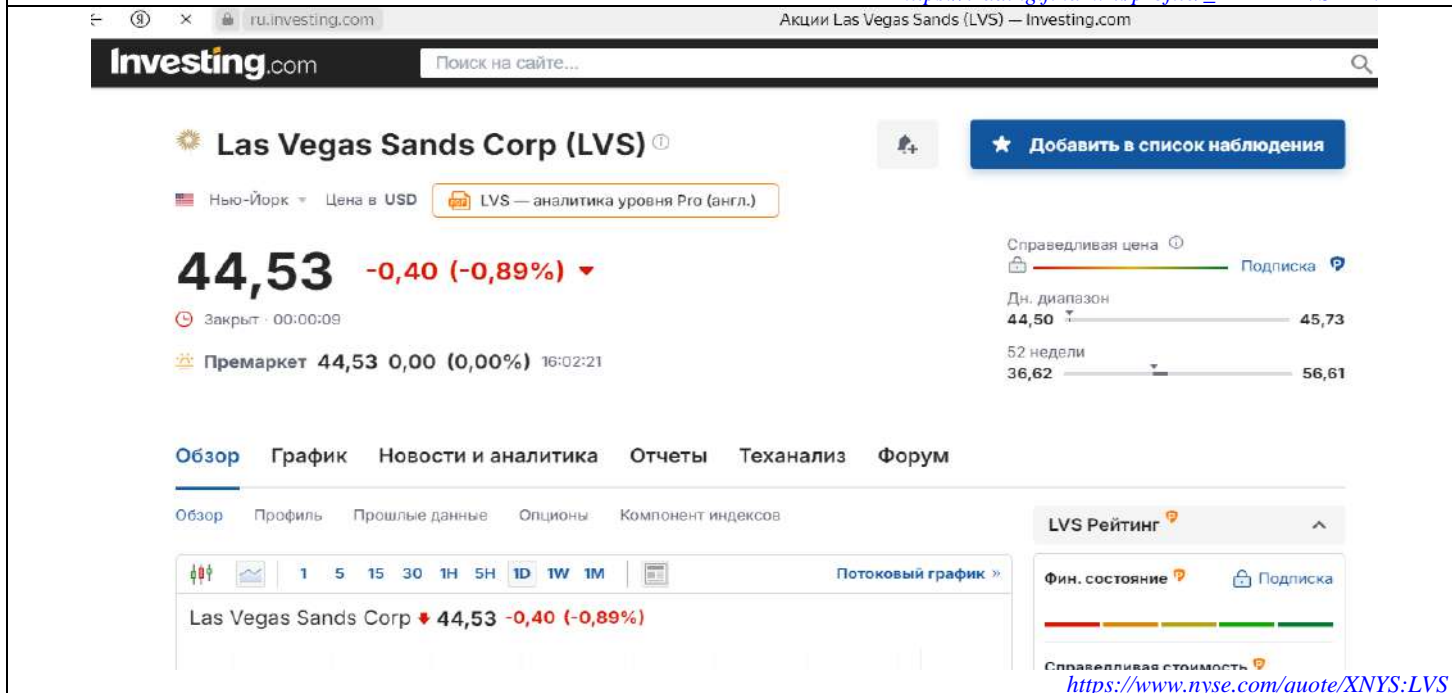 ru.investing.com
Акции Las Vegas Sands (LVS) — Investing.com
Investing.com
Поиск на сайте...
Las Vegas Sands Corp (LVS)
Добавить в список наблюдения
Нью-Йорк
Цена в USD
LVS — аналитика уровня Pro (англ.)
44,53 -0,40 (-0,89%)
Закрыт · 00:00:09
Премаркет 44,53 0,00 (0,00%) 16:02:21
Справедливая цена
Подписка
Дн. диапазон
44,50 45,73
52 недели
36,62 56,61
Обзор График Новости и аналитика Отчеты Теханализ Форум
Обзор Профиль Прошлые данные Опционы Компонент индексов
1 5 15 30 1H 5H 1D 1W 1M
Потоковый график »
Las Vegas Sands Corp 44,53 -0,40 (-0,89%)
LVS Рейтинг
Фин. состояние Подписка
Справедливая стоимость
https://www.nyse.com/quote/XNYS:LVS